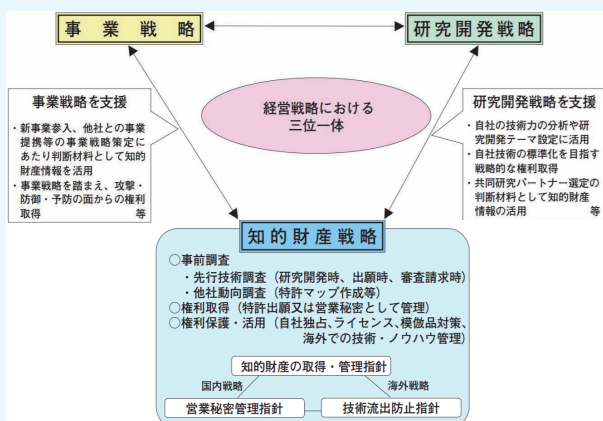 事業戦略
研究開発戦略
経営戦略における
三位一体
事業戦略を支援
・新事業参入、他社との事業
提携等の事業戦略策定に
あたり判断材料として知的
財産情報を活用
・事業戦略を踏まえ、攻撃・
防御・予防の面からの権利
取得 等
研究開発戦略を支援
・自社の技術力の分析や研
究開発テーマ設定に活用
・自社技術の標準化を目指す
戦略的な権利取得
・共同研究パートナー選定の
判断材料として知的財産
情報の活用 等
知的財産戦略
○事前調査
・先行技術調査（研究開発時、出願時、審査請求時）
・他社動向調査（特許マップ作成等）
○権利取得（特許出願又は営業秘密として管理）
○権利保護・活用（自社独占、ライセンス、模倣品対策、
海外での技術・ノウハウ管理）
知的財産の取得・管理指針
国内戦略
海外戦略
営業秘密管理指針
技術流出防止指針